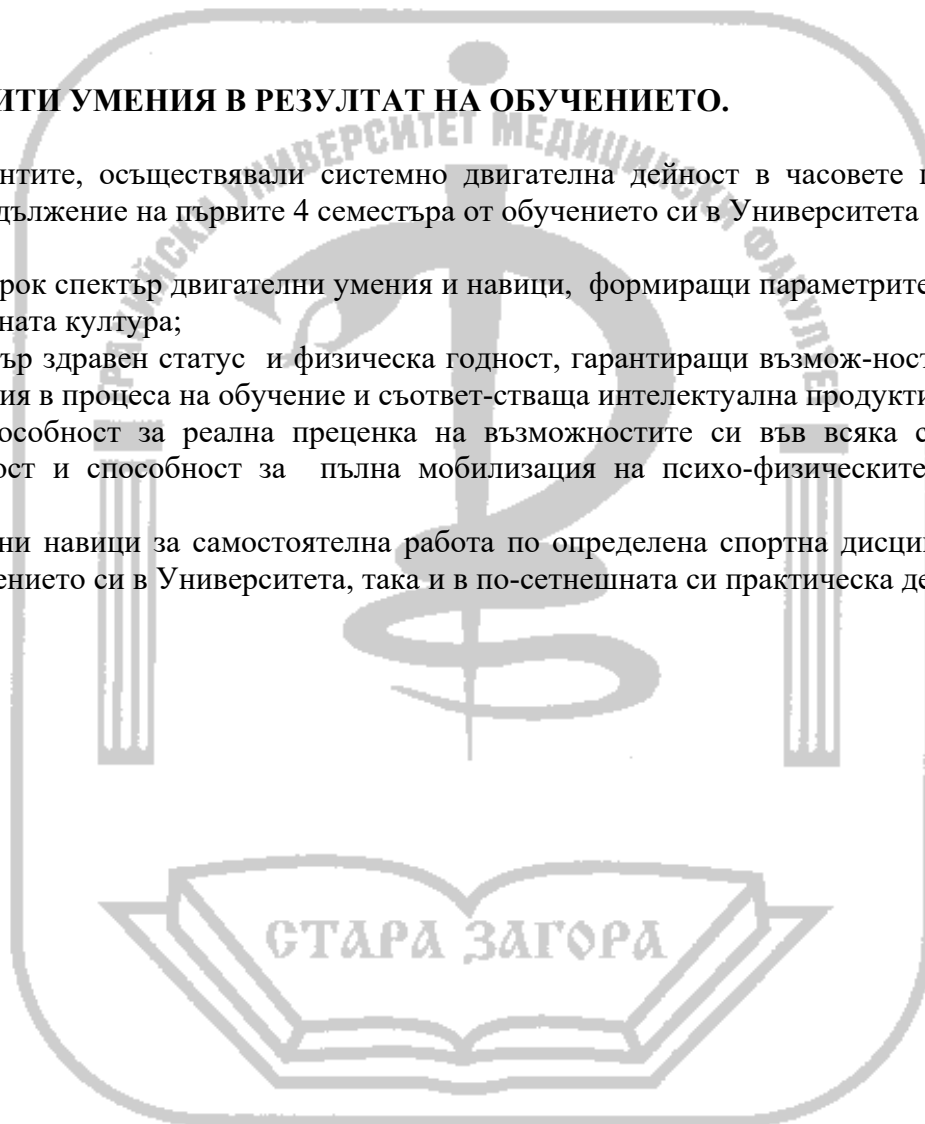 ИТИ УМЕНИЯ В РЕЗУЛТАТ НА ОБУЧЕНИЕТО.
ТРАКИЙСКИ УНИВЕРСИТЕТ МЕДИЦИНСКИ ФАКУЛТЕТ
нтите, осъществявали системно двигателна дейност в часовете
дължение на първите 4 семестъра от обучението си в Университета
рок спектър двигателни умения и навици, формиращи параметрите
ната култура;
ър здравен статус и физическа годност, гарантиращи възмож-ност
ия в процеса на обучение и съответ-стваща интелектуална продукти
особност за реална преценка на възможностите си във всяка с
ост и способност за пълна мобилизация на психо-физическите
ни навици за самостоятелна работа по определена спортна дисци
ението си в Университета, така и в по-сетнешната си практическа де
СТАРА ЗАГОРА